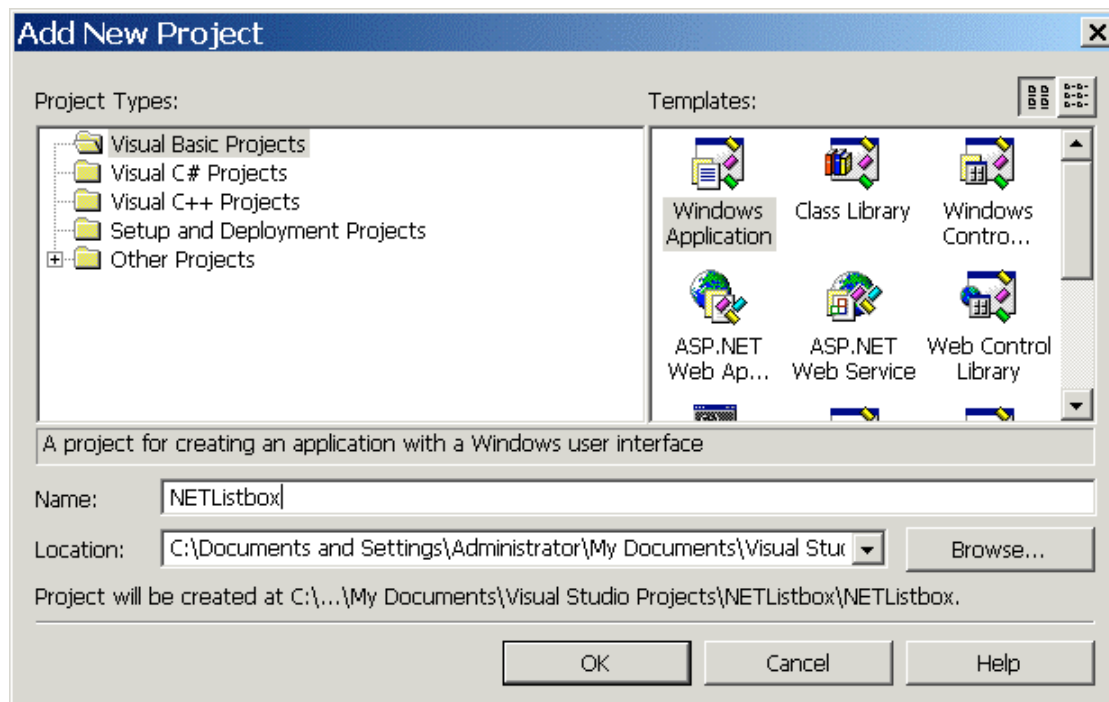 Add New Project
Project Types:
Templates:
Visual Basic Projects
Visual C# Projects
Visual C++ Projects
Setup and Deployment Projects
Other Projects
Windows
Application
Class Library
Windows
Contro...
ASP.NET
Web Ap...
ASP.NET
Web Service
Web Control
Library
A project for creating an application with a Windows user interface
Name:
NETListbox
Location:
C:\Documents and Settings\Administrator\My Documents\Visual Stuc
Browse...
Project will be created at C:\...\My Documents\Visual Studio Projects\NETListbox\NETListbox.
OK
Cancel
Help